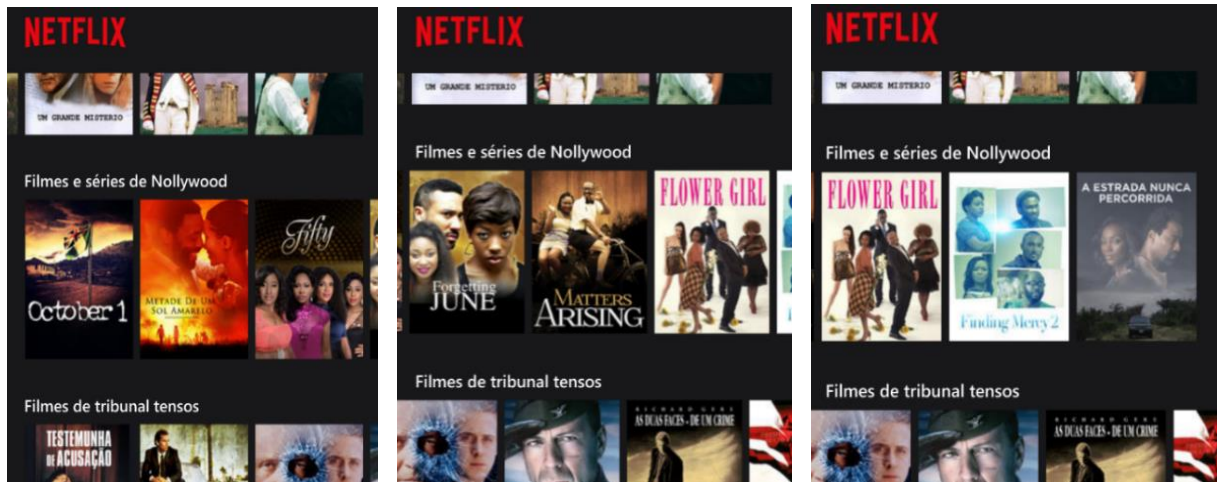 NETFLIX
UM GRANDE MISTERIO
Filmes e séries de Nollywood
October 1
METADE DE UM
SOL AMARELO
Fifty
Filmes de tribunal tensos
TESTEMUNHA
DE ACUSAÇÃO
NETFLIX
UM GRANDE MISTERIO
Filmes e séries de Nollywood
Forgetting
JUNE
MATTERS
ARISING
FLOWER GIRL
Filmes de tribunal tensos
RICHARD GERE
AS DUAS FACES - DE UM CRIME
NETFLIX
UM GRANDE MISTERIO
Filmes e séries de Nollywood
FLOWER GIRL
Finding Mercy 2
A ESTRADA NUNCA
PERCORRIDA
Filmes de tribunal tensos
RICHARD GERE
AS DUAS FACES - DE UM CRIME